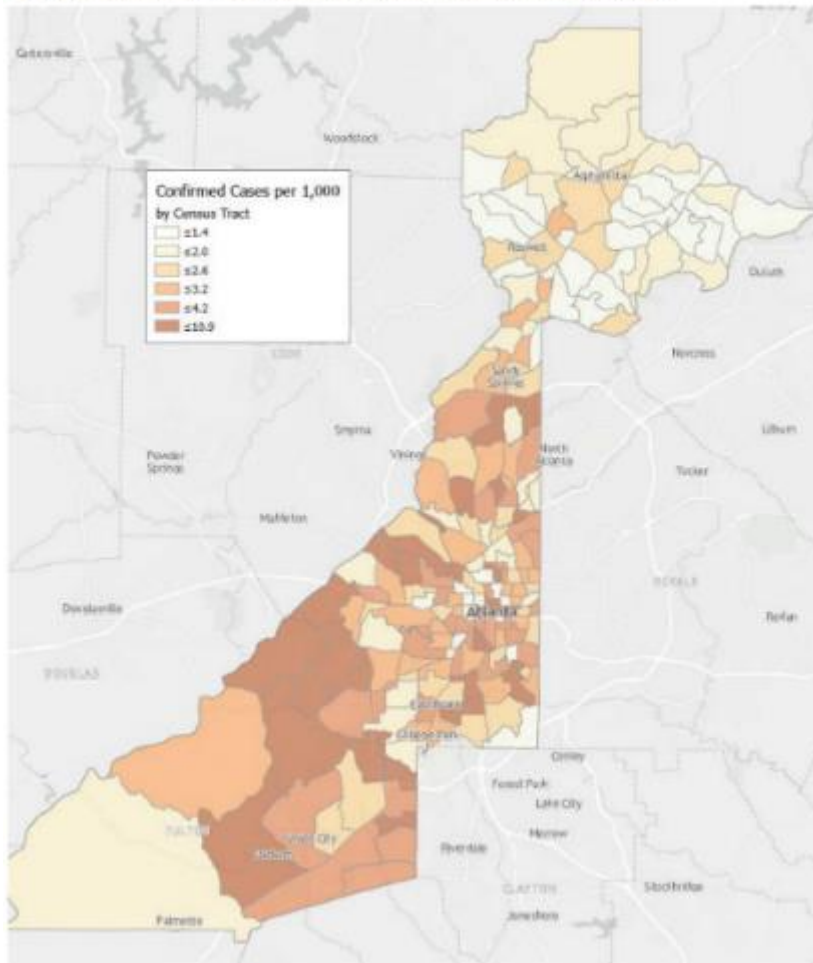 Cartersville
Woodstock
Confirmed Cases per 1,000
by Census Tract
≤1.4
≤2.0
≤2.6
≤3.2
≤4.2
≤10.9
Alpharetta
Roswell
Duluth
Norcross
Sandy
Springs
COBB
Smyrna
Lilburn
Powder
Springs
Vinings
North
Atlanta
Tucker
Mableton
DEKALB
Douglasville
Atlanta
Redan
DOUGLAS
East Point
College Park
Conley
Forest Park
Lake City
FULTON
Union City
Morrow
Riverdale
CLAYTON
Stockbridge
Palmetto
Jonesboro